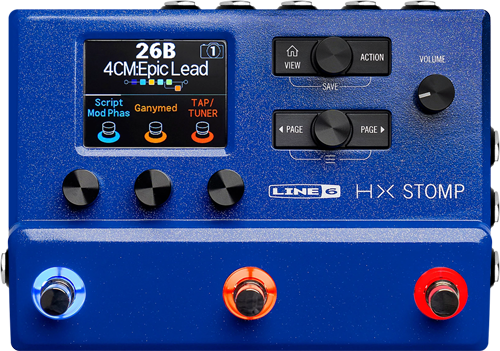 26B
1
4CM:Epic Lead
Script
Mod Phas
Ganymed
TAP/
TUNER
VIEW
ACTION
SAVE
PAGE
PAGE
VOLUME
LINE 6
HX STOMP